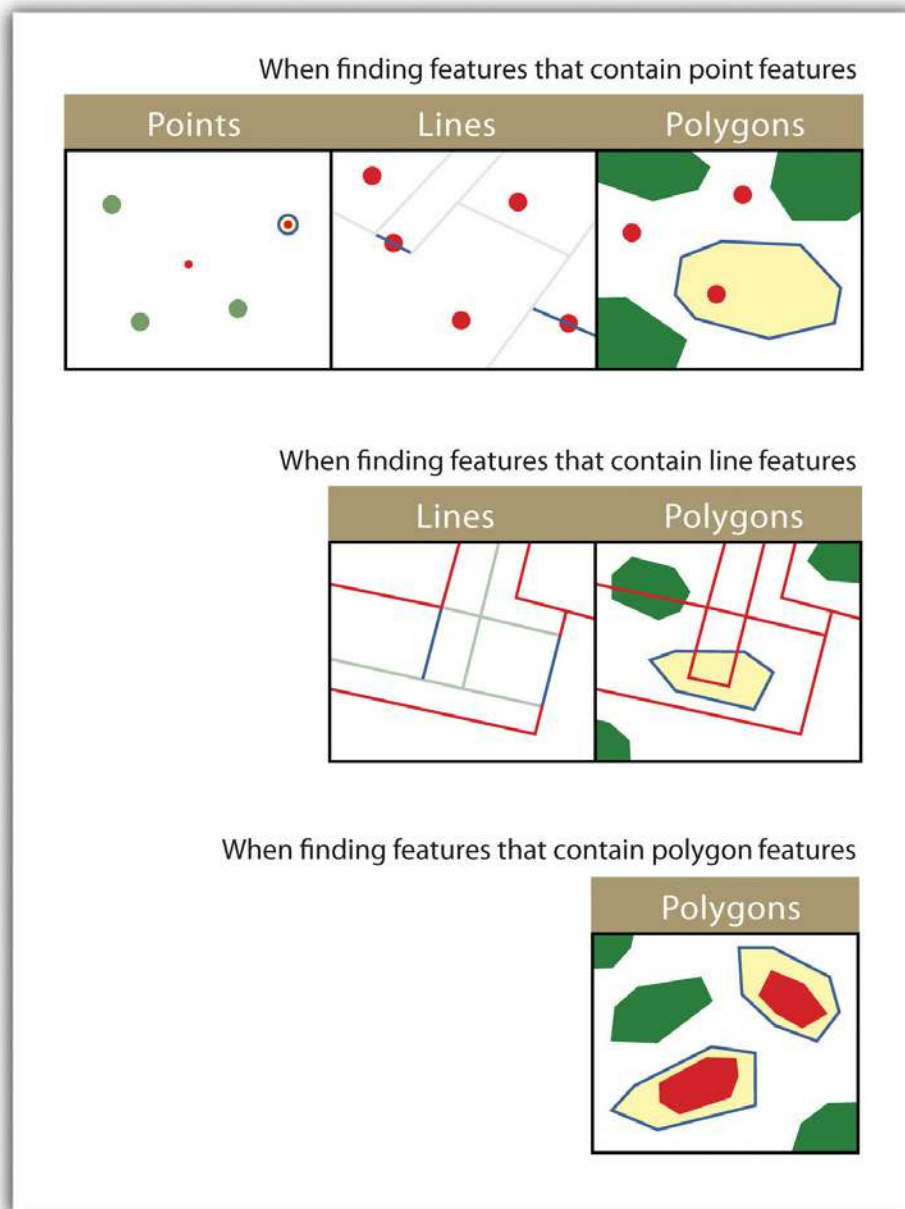 When finding features that contain point features
Points
Lines
Polygons
When finding features that contain line features
Lines
Polygons
When finding features that contain polygon features
Polygons